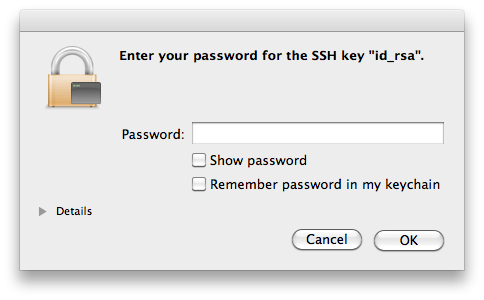 Enter your password for the SSH key "id_rsa".
Password:
Show password
Remember password in my keychain
Details
Cancel
OK